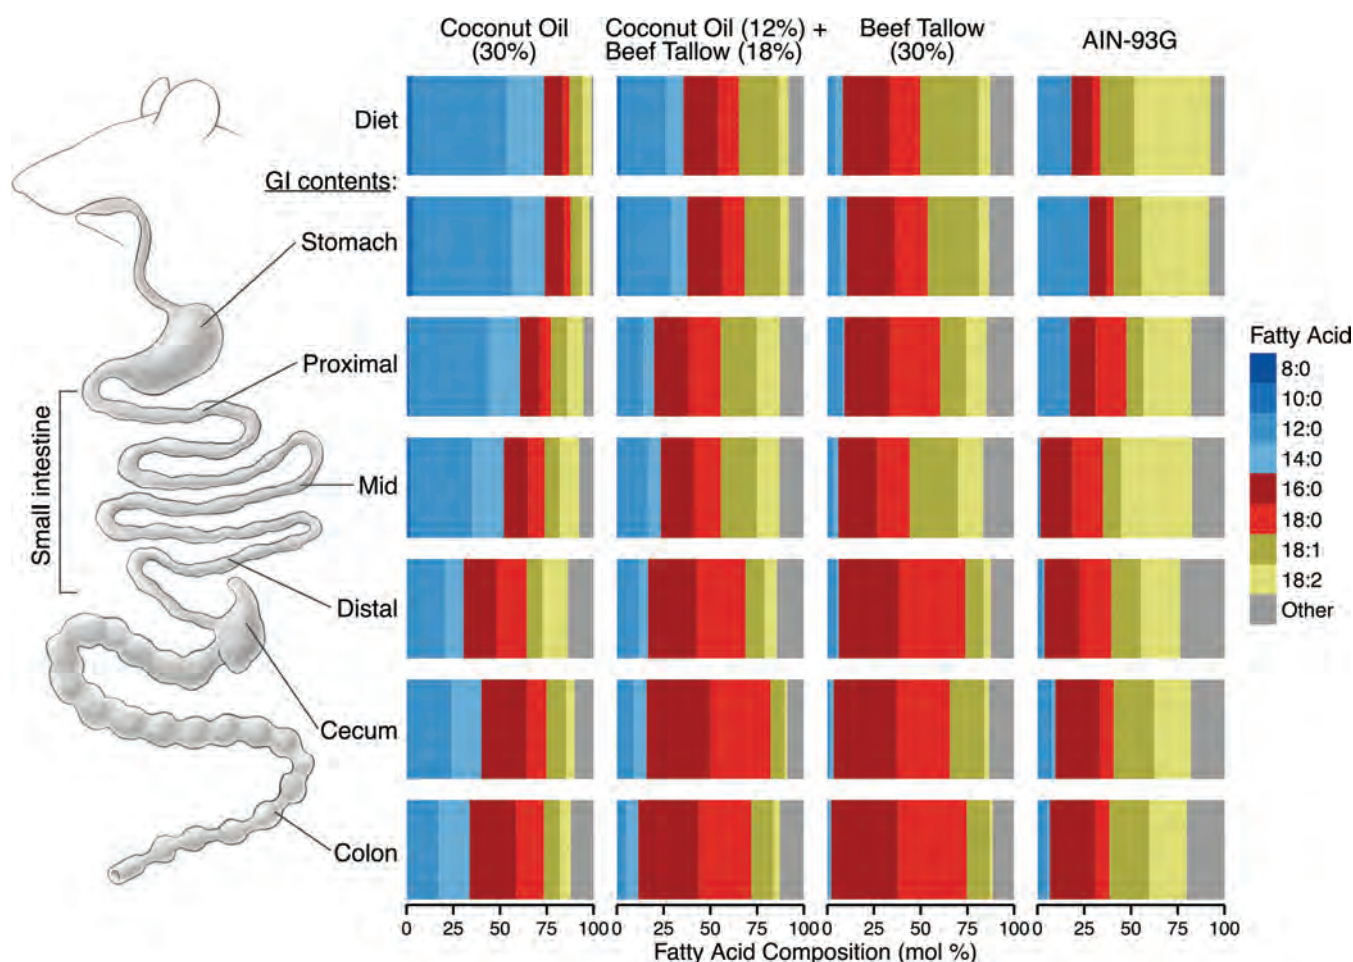 Coconut Oil
(30%)
Coconut Oil (12%) +
Beef Tallow (18%)
Beef Tallow
(30%)
AIN-93G
Diet
GI contents:
Stomach
Proximal
Small intestine
Mid
Distal
Cecum
Colon
Fatty Acid
8:0
10:0
12:0
14:0
16:0
18:0
18:1
18:2
Other
0 25 50 75 100 0 25 50 75 100 0 25 50 75 100 0 25 50 75 100
Fatty Acid Composition (mol %)